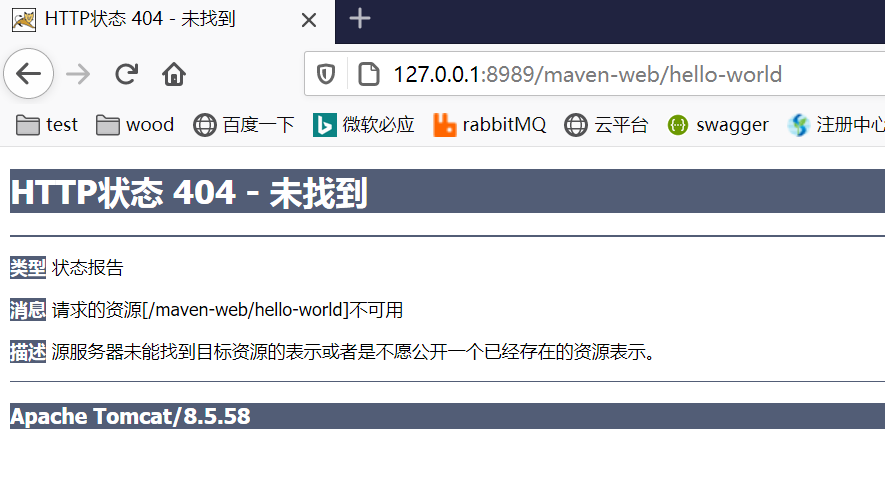 HTTP状态 404 - 未找到
127.0.0.1:8989/maven-web/hello-world
test wood 百度一下 微软必应 rabbitMQ 云平台 swagger 注册中心
HTTP状态 404 - 未找到
类型 状态报告
消息 请求的资源[/maven-web/hello-world]不可用
描述 源服务器未能找到目标资源的表示或者是不愿公开一个已经存在的资源表示。
Apache Tomcat/8.5.58